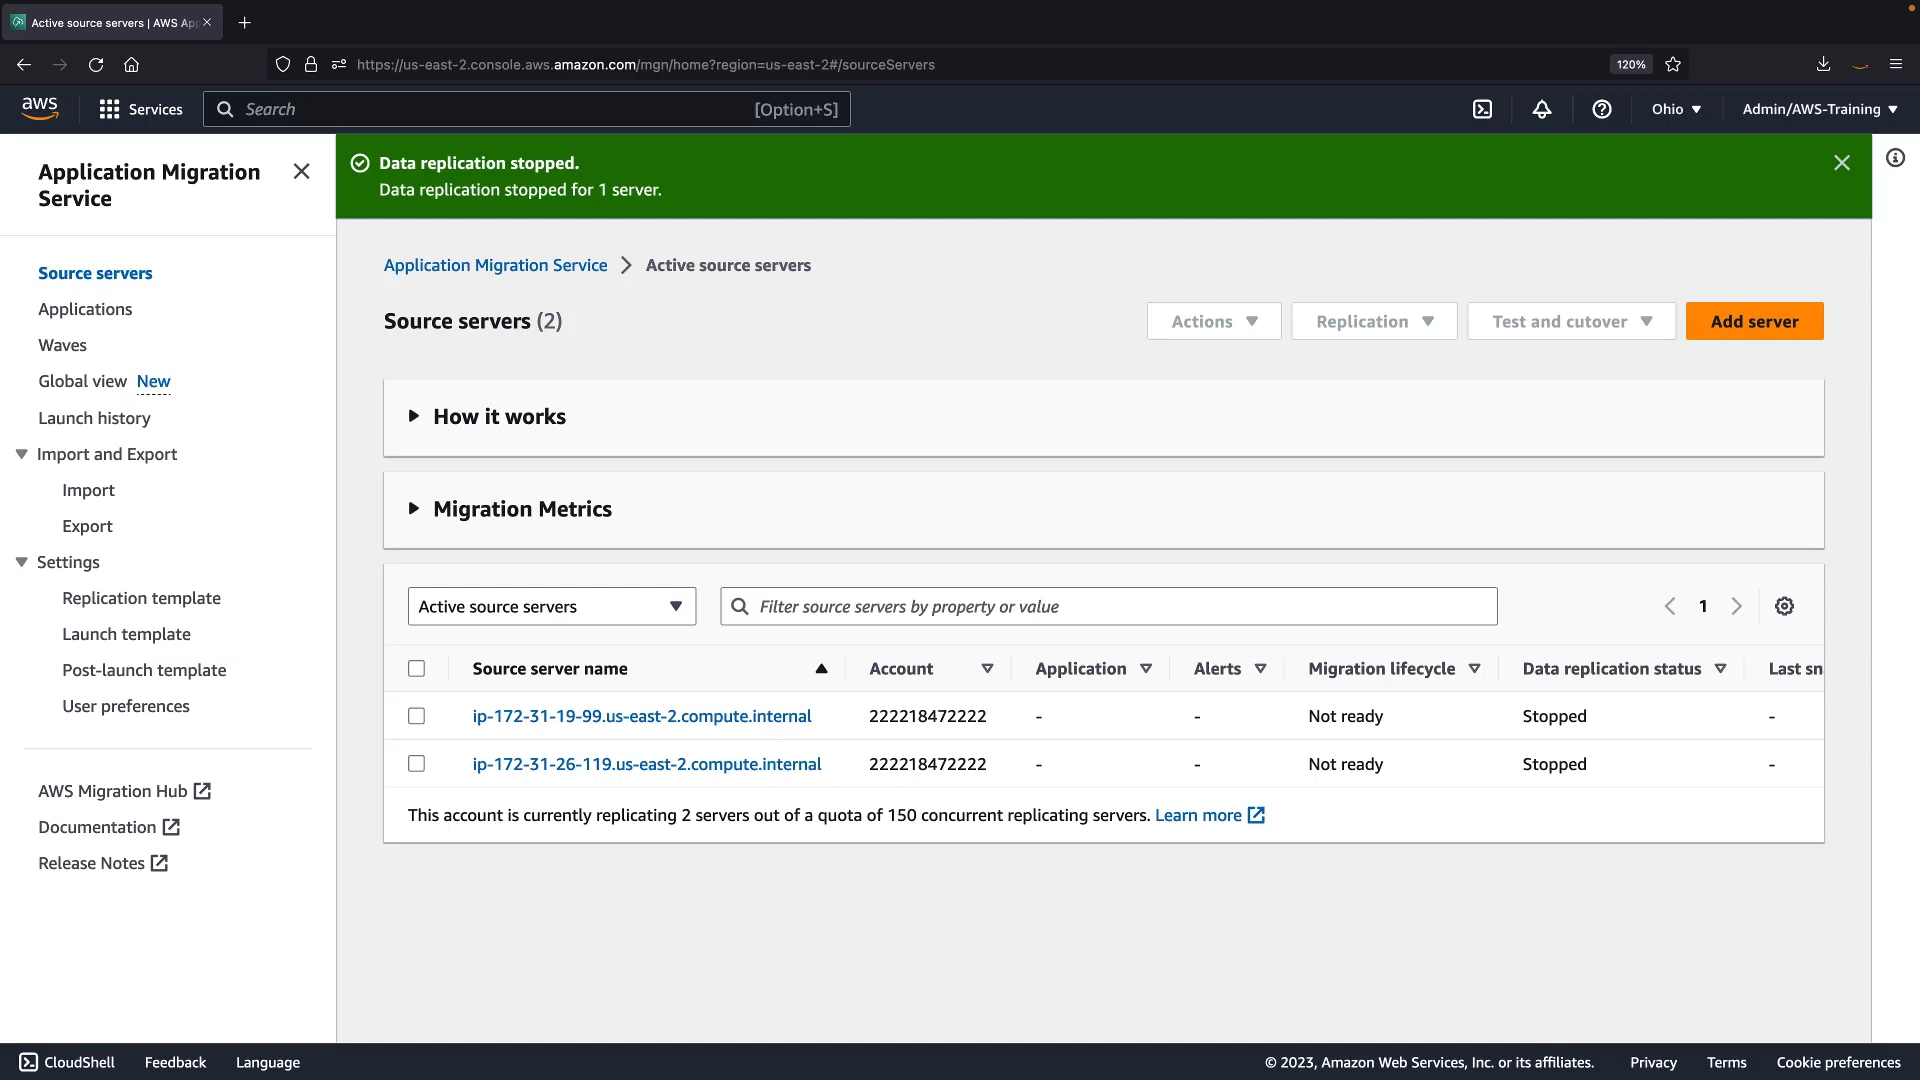 Active source servers | AWS Ap
https://us-east-2.console.aws.amazon.com/mgn/home?region=us-east-2#/sourceServers
120%
aws
Services
Search
[Option+S]
Ohio
Admin/AWS-Training
Application Migration
Service
Source servers
Applications
Waves
Global view New
Launch history
Import and Export
Import
Export
Settings
Replication template
Launch template
Post-launch template
User preferences
AWS Migration Hub
Documentation
Release Notes
Data replication stopped.
Data replication stopped for 1 server.
Application Migration Service
Active source servers
Source servers (2)
Actions
Replication
Test and cutover
Add server
How it works
Migration Metrics
Active source servers
Filter source servers by property or value
1
Source server name Account Application Alerts Migration lifecycle Data replication status Last sn
ip-172-31-19-99.us-east-2.compute.internal 222218472222 - - Not ready Stopped -
ip-172-31-26-119.us-east-2.compute.internal 222218472222 - - Not ready Stopped -
This account is currently replicating 2 servers out of a quota of 150 concurrent replicating servers. Learn more
CloudShell
Feedback
Language
© 2023, Amazon Web Services, Inc. or its affiliates.
Privacy
Terms
Cookie preferences